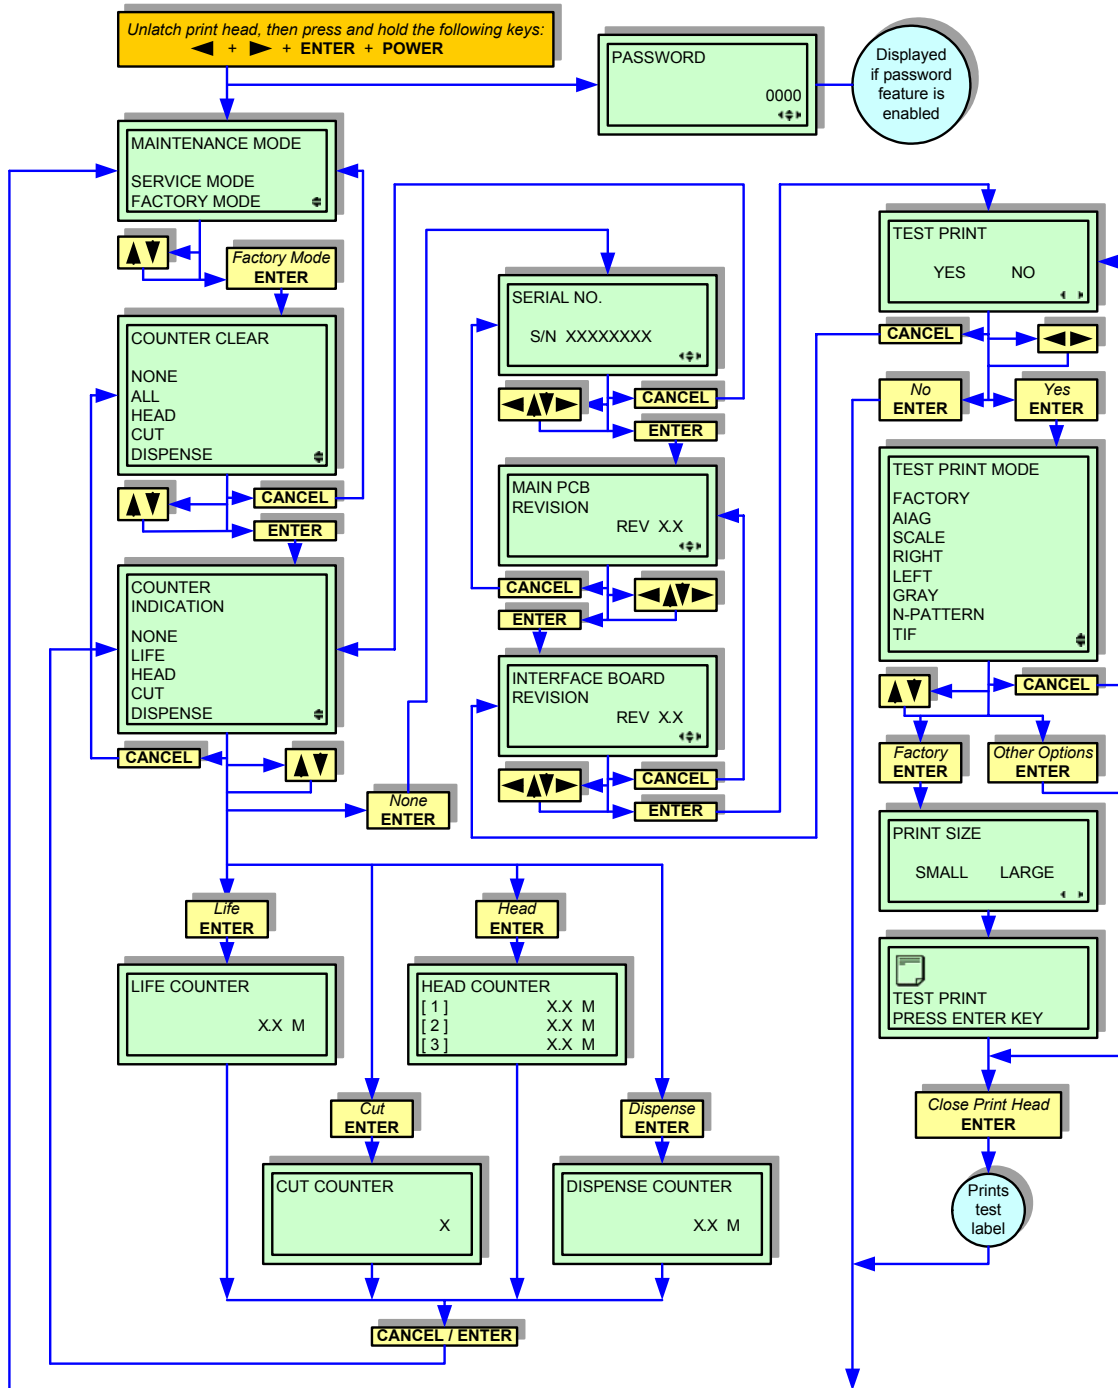 Unlatch print head, then press and hold the following keys:
+ + ENTER + POWER
PASSWORD
0000
Displayed
if password
feature is
enabled
MAINTENANCE MODE
SERVICE MODE
FACTORY MODE
Factory Mode
ENTER
COUNTER CLEAR
NONE
ALL
HEAD
CUT
DISPENSE
CANCEL
ENTER
COUNTER
INDICATION
NONE
LIFE
HEAD
CUT
DISPENSE
CANCEL
None
ENTER
SERIAL NO.
S/N XXXXXXXX
CANCEL
ENTER
MAIN PCB
REVISION
REV X.X
CANCEL
ENTER
INTERFACE BOARD
REVISION
REV X.X
CANCEL
ENTER
Life
ENTER
Head
ENTER
LIFE COUNTER
X.X M
HEAD COUNTER
[ 1 ] X.X M
[ 2 ] X.X M
[ 3 ] X.X M
Cut
ENTER
Dispense
ENTER
CUT COUNTER
X
DISPENSE COUNTER
X.X M
CANCEL / ENTER
TEST PRINT
YES NO
CANCEL
No
ENTER
Yes
ENTER
TEST PRINT MODE
FACTORY
AIAG
SCALE
RIGHT
LEFT
GRAY
N-PATTERN
TIF
CANCEL
Factory
ENTER
Other Options
ENTER
PRINT SIZE
SMALL LARGE
TEST PRINT
PRESS ENTER KEY
Close Print Head
ENTER
Prints
test
label